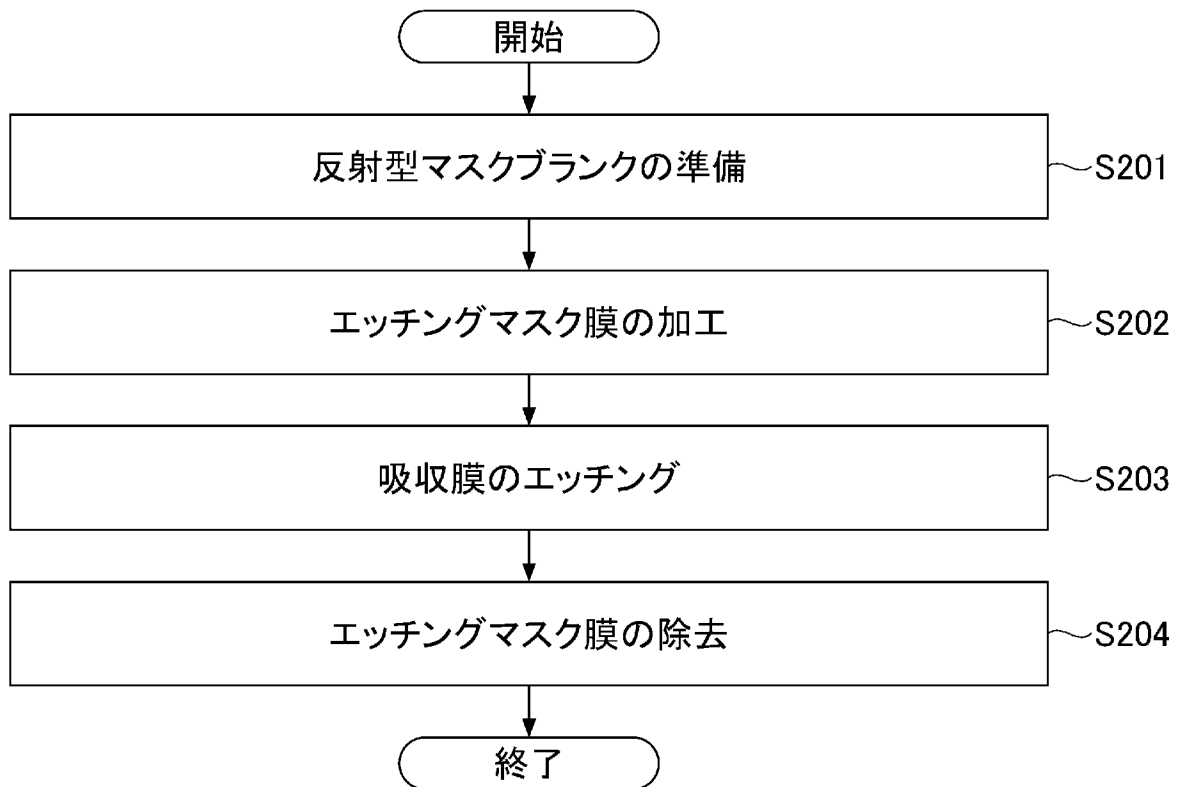 開始
反射型マスクブランクの準備
S201
エッチングマスク膜の加工
S202
吸収膜のエッチング
S203
エッチングマスク膜の除去
S204
終了